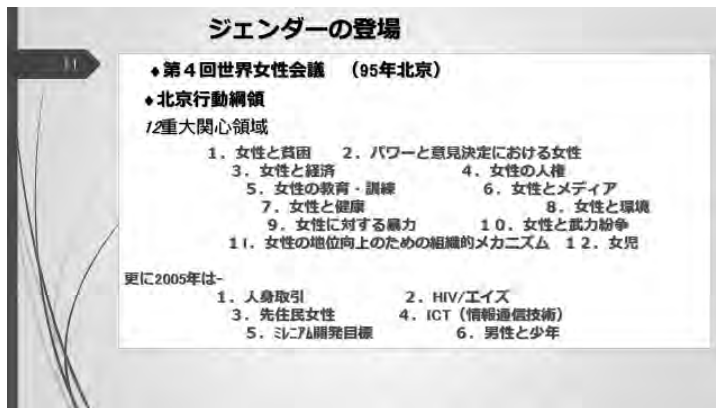 ジェンダーの登場
11
♦第４回世界女性会議　（95年北京）
♦北京行動綱領
12重大関心領域
１．女性と貧困　２．パワーと意見決定における女性
３．女性と経済　４．女性の人権
５．女性の教育・訓練　６．女性とメディア
７．女性と健康　８．女性と環境
９．女性に対する暴力　１０．女性と武力紛争
１１．女性の地位向上のための組織的メカニズム　１２．女児
更に2005年は-
１．人身取引　２．HIV/エイズ
３．先住民女性　４．ICT（情報通信技術）
５．ﾐﾚﾆｱﾑ開発目標　６．男性と少年